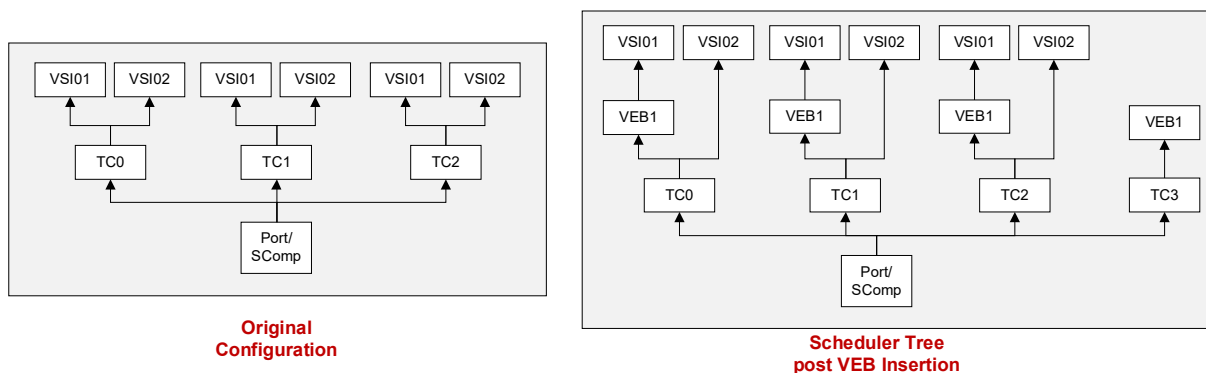 VSI01
VSI02
VSI01
VSI02
VSI01
VSI02
TC0
TC1
TC2
Port/
SComp
Original
Configuration
VSI01
VSI02
VSI01
VSI02
VSI01
VSI02
VEB1
VEB1
VEB1
VEB1
TC0
TC1
TC2
TC3
Port/
SComp
Scheduler Tree
post VEB Insertion